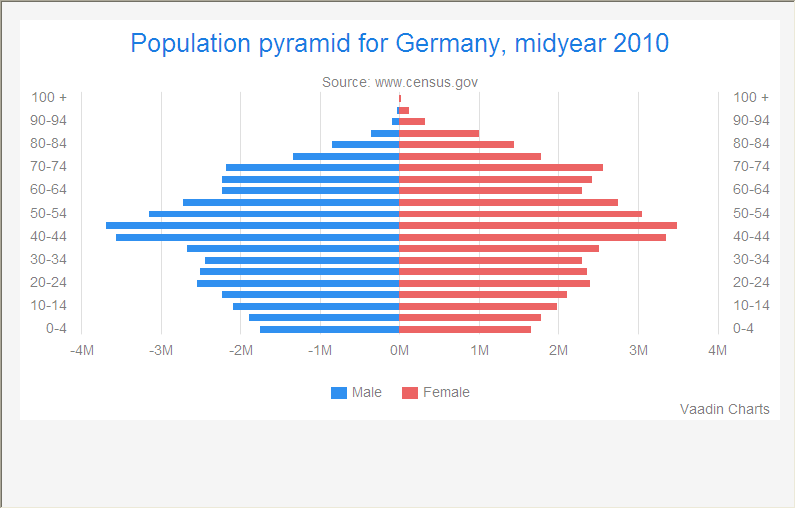 Population pyramid for Germany, midyear 2010
Source: www.census.gov
100 + 100 +
90-94 90-94
80-84 80-84
70-74 70-74
60-64 60-64
50-54 50-54
40-44 40-44
30-34 30-34
20-24 20-24
10-14 10-14
0-4 0-4
-4M -3M -2M -1M 0M 1M 2M 3M 4M
Male Female
Vaadin Charts